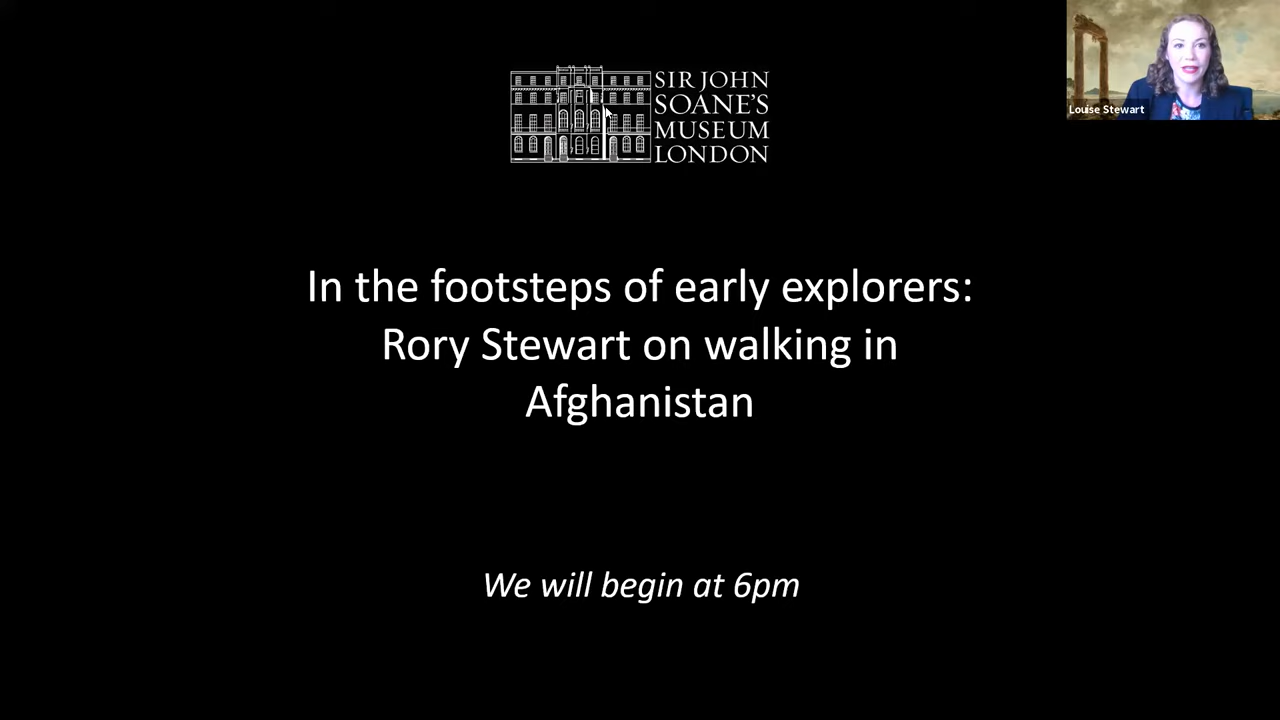 SIR JOHN
SOANE'S
MUSEUM
LONDON
Louise Stewart
In the footsteps of early explorers:
Rory Stewart on walking in
Afghanistan
We will begin at 6pm